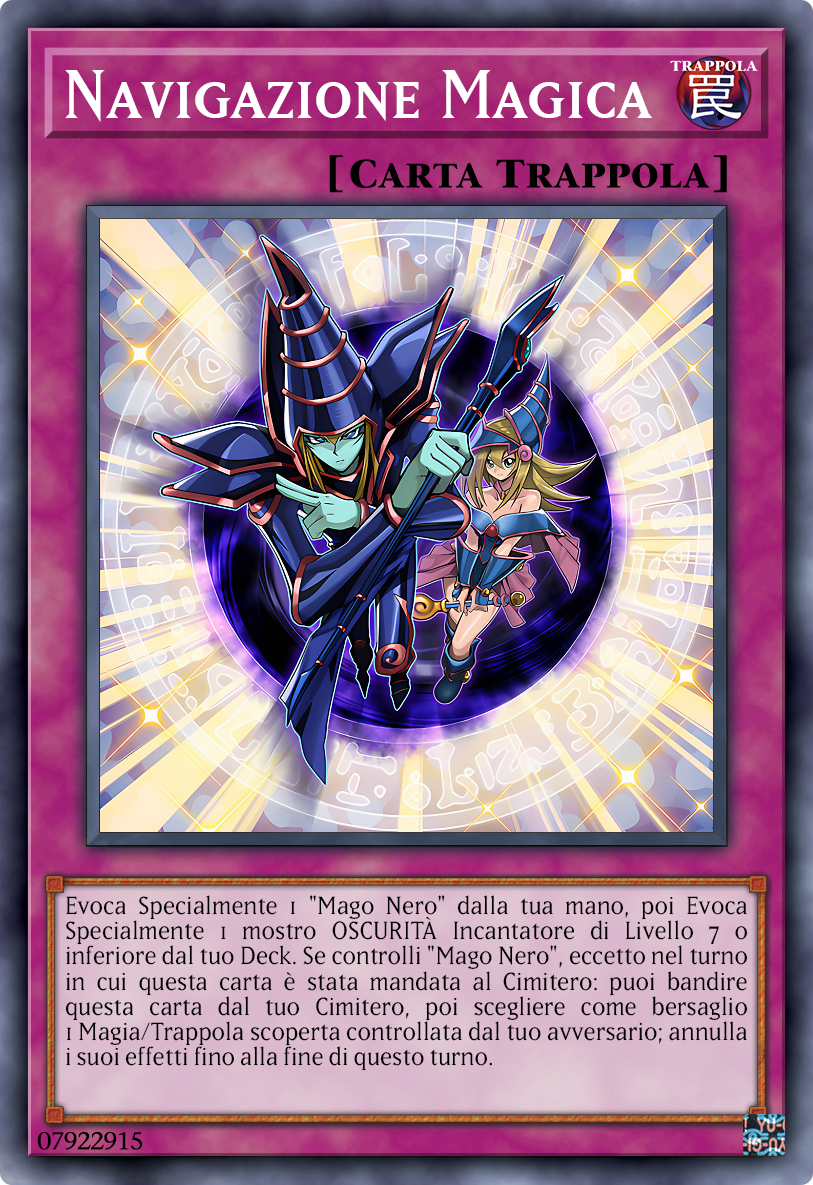 Navigazione Magica
TRAPPOLA
罠
[Carta Trappola]
Evoca Specialmente 1 "Mago Nero" dalla tua mano, poi Evoca
Specialmente 1 mostro OSCURITÀ Incantatore di Livello 7 o
inferiore dal tuo Deck. Se controlli "Mago Nero", eccetto nel turno
in cui questa carta è stata mandata al Cimitero: puoi bandire
questa carta dal tuo Cimitero, poi scegliere come bersaglio
1 Magia/Trappola scoperta controllata dal tuo avversario; annulla
i suoi effetti fino alla fine di questo turno.
07922915